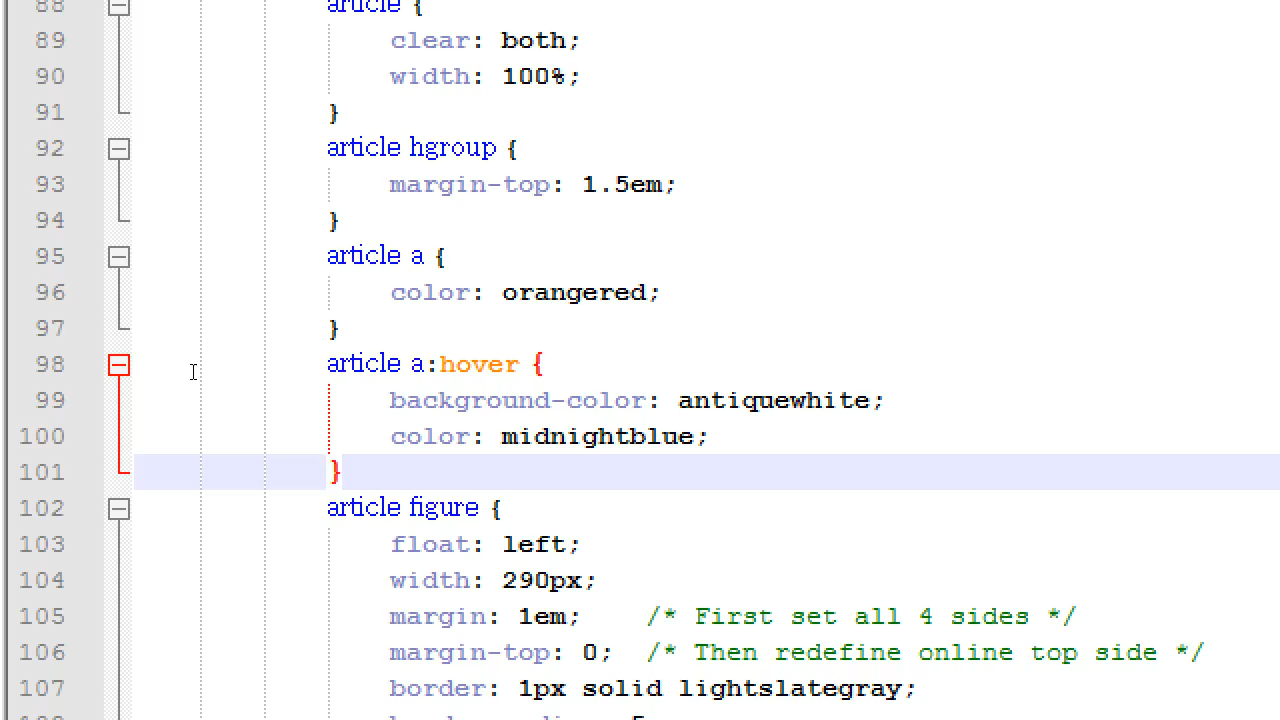 88 article {
89 clear: both;
90 width: 100%;
91 }
92 article hgroup {
93 margin-top: 1.5em;
94 }
95 article a {
96 color: orangered;
97 }
98 article a:hover {
99 background-color: antiquewhite;
100 color: midnightblue;
101 }
102 article figure {
103 float: left;
104 width: 290px;
105 margin: 1em; /* First set all 4 sides */
106 margin-top: 0; /* Then redefine online top side */
107 border: 1px solid lightslategray;